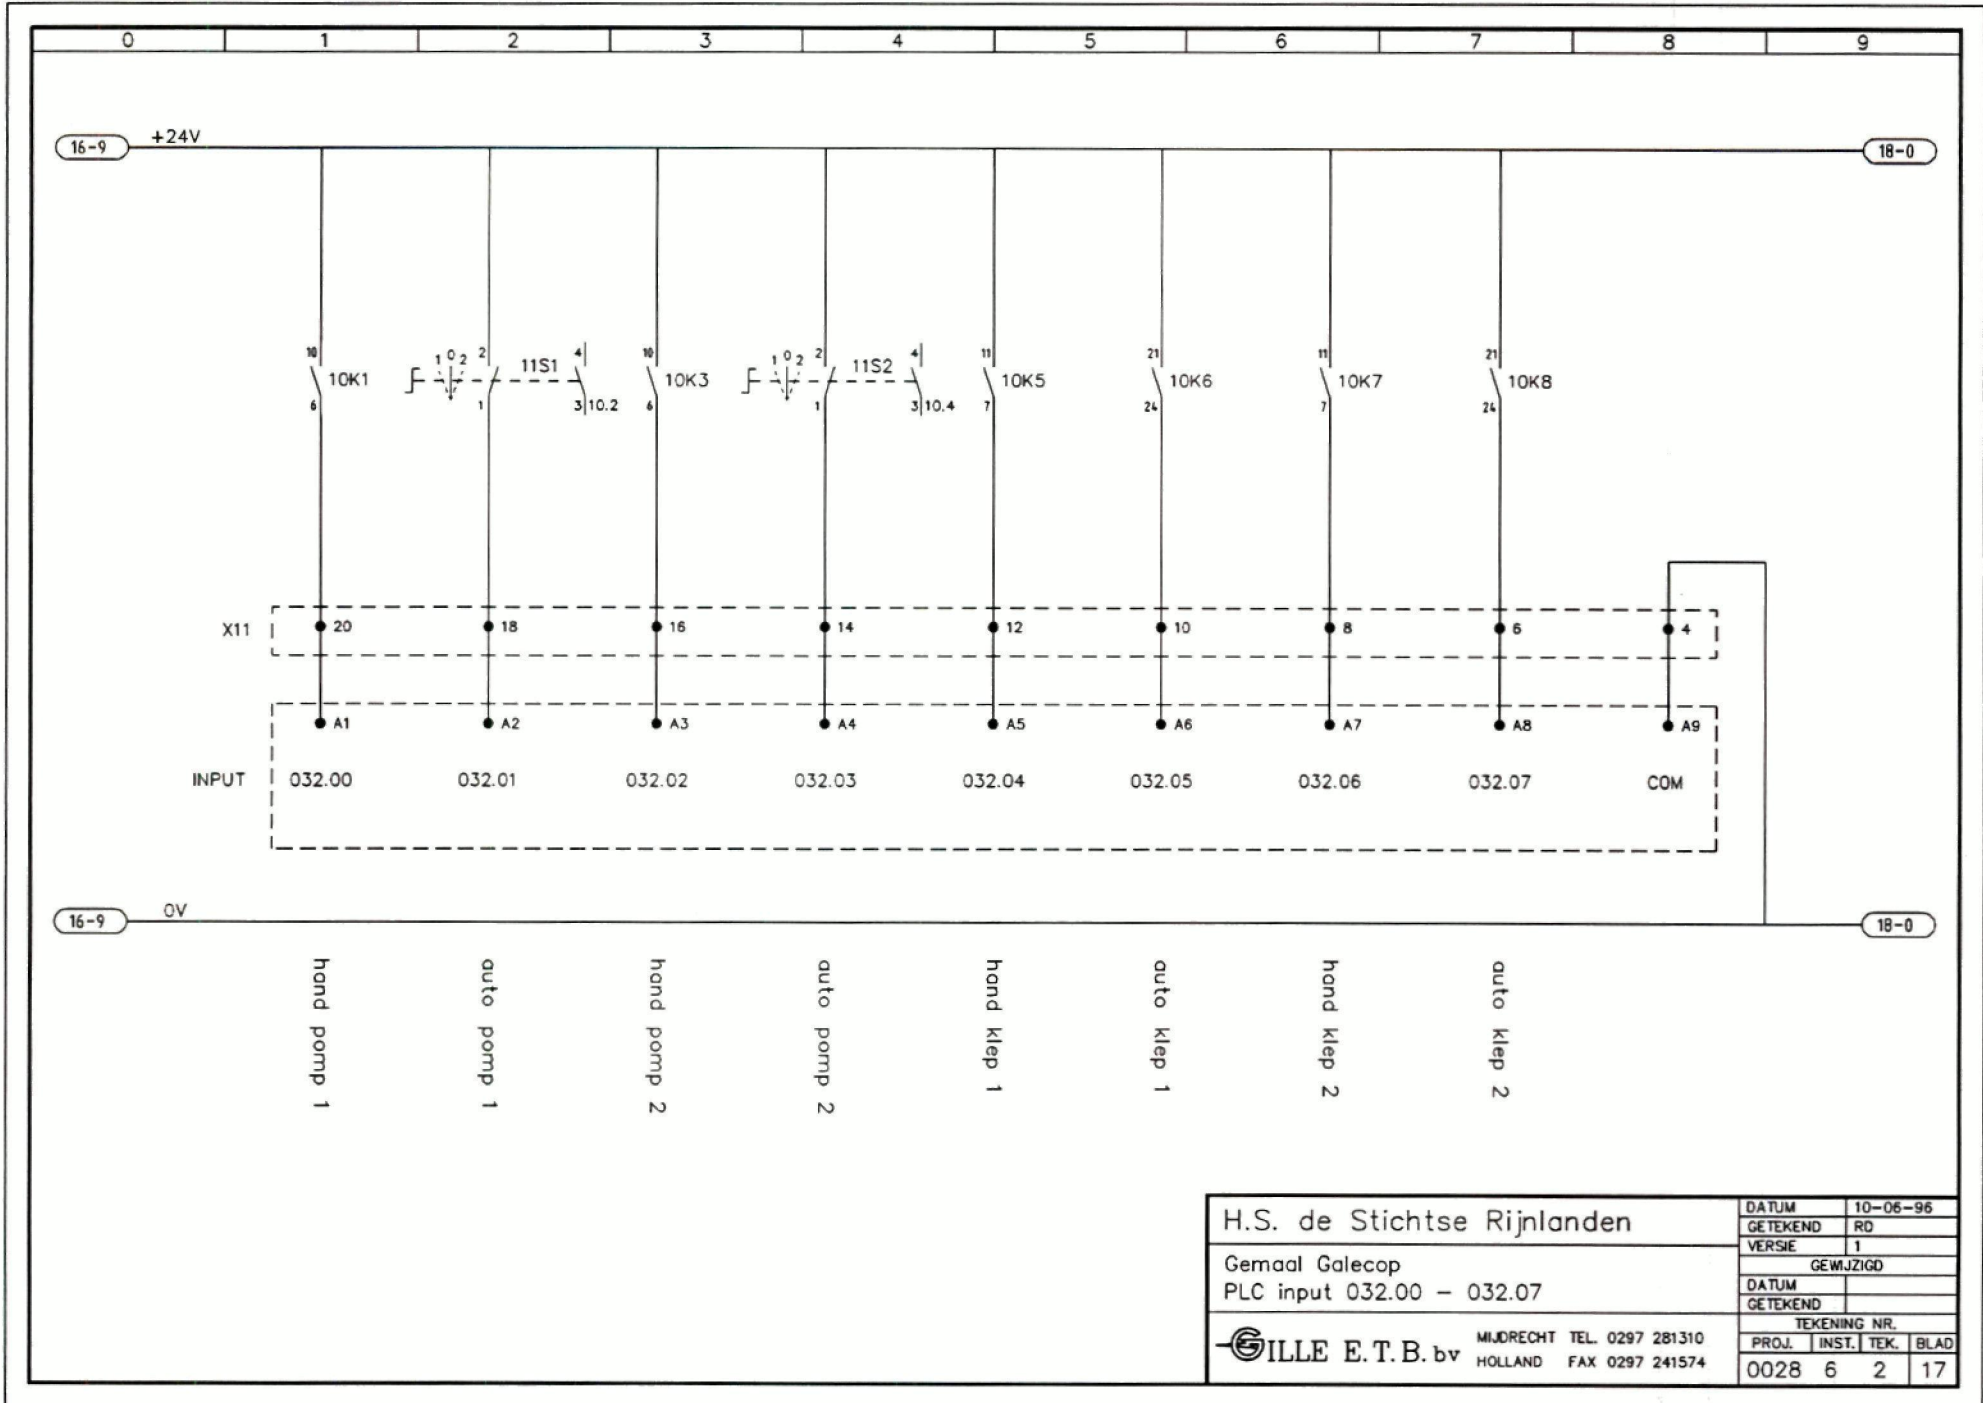 0 1 2 3 4 5 6 7 8 9
16-9 +24V 18-0
10 1 0 2 2 4 10 1 0 2 2 4 11 21 11 21
10K1 11S1 10K3 11S2 10K5 10K6 10K7 10K8
6 1 3 10.2 6 1 3 10.4 7 24 7 24
X11 20 18 16 14 12 10 8 6 4
A1 A2 A3 A4 A5 A6 A7 A8 A9
INPUT 032.00 032.01 032.02 032.03 032.04 032.05 032.06 032.07 COM
16-9 0V 18-0
hand pomp 1
auto pomp 1
hand pomp 2
auto pomp 2
hand klep 1
auto klep 1
hand klep 2
auto klep 2
H.S. de Stichtse Rijnlanden
Gemaal Galecop
PLC input 032.00 - 032.07
GILLE E.T.B. bv
MIJDRECHT TEL. 0297 281310
HOLLAND FAX 0297 241574
DATUM 10-06-96
GETEKEND RD
VERSIE 1
GEWIJZIGD
DATUM
GETEKEND
TEKENING NR.
PROJ. INST. TEK. BLAD
0028 6 2 17